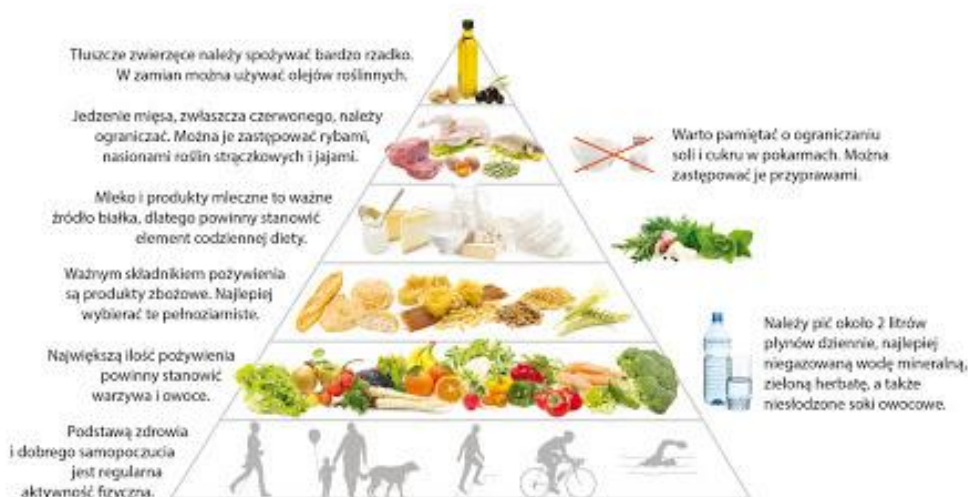 Tłuszcze zwierzęce należy spożywać bardzo rzadko.
W zamian można używać olejów roślinnych.
Jedzenie mięsa, zwłaszcza czerwonego, należy
ograniczać. Można je zastępować rybami,
nasionami roślin strączkowych i jajami.
Warto pamiętać o ograniczaniu
soli i cukru w pokarmach. Można
zastępować je przyprawami.
Mleko i produkty mleczne to ważne
źródło białka, dlatego powinny stanowić
element codziennej diety.
Ważnym składnikiem pożywienia
są produkty zbożowe. Najlepiej
wybierać te pełnoziarniste.
Należy pić około 2 litrów
płynów dziennie, najlepiej
niegazowaną wodę mineralną,
zieloną herbatę, a także
niesłodzone soki owocowe.
Największą ilość pożywienia
powinny stanowić
warzywa i owoce.
Podstawą zdrowia
i dobrego samopoczucia
jest regularna
aktywność fizyczna.